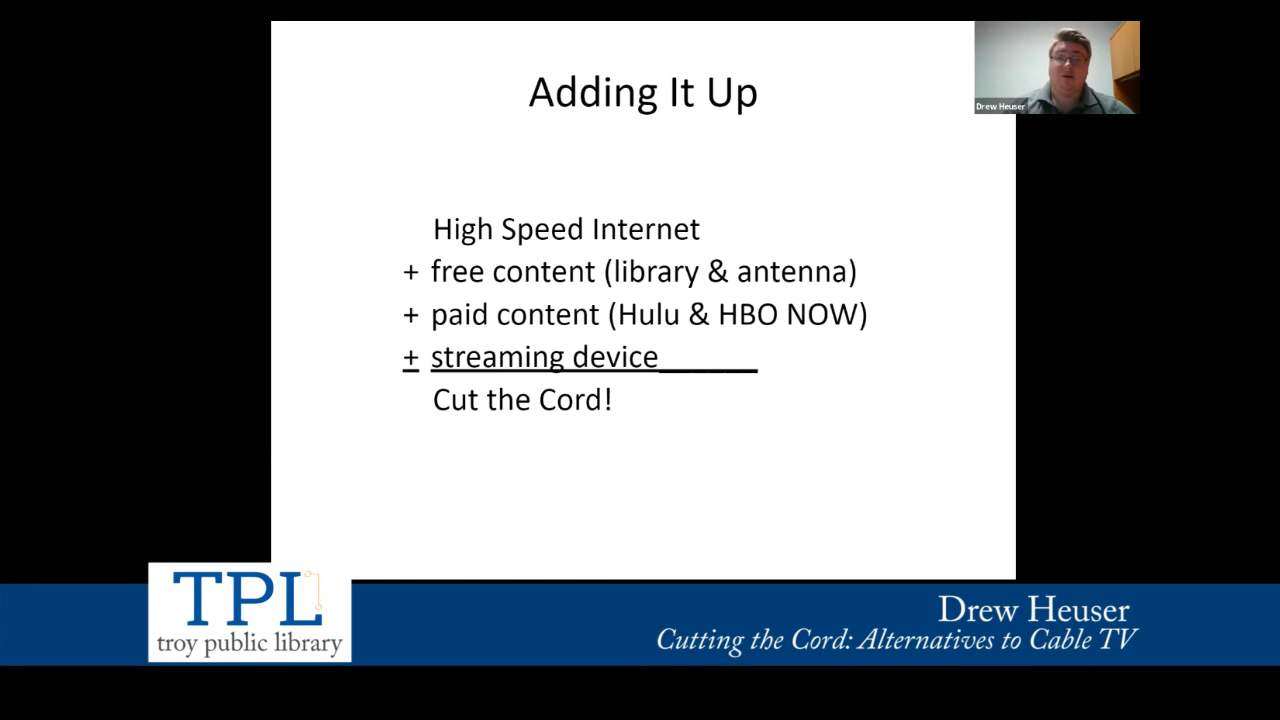 Adding It Up
Drew Heuser
High Speed Internet
+ free content (library & antenna)
+ paid content (Hulu & HBO NOW)
+ streaming device______
Cut the Cord!
TPL
troy public library
Drew Heuser
Cutting the Cord: Alternatives to Cable TV